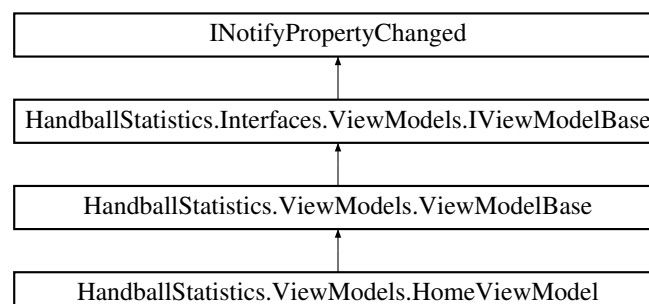 INotifyPropertyChanged
HandballStatistics.Interfaces.ViewModels.IViewModelBase
HandballStatistics.ViewModels.ViewModelBase
HandballStatistics.ViewModels.HomeViewModel